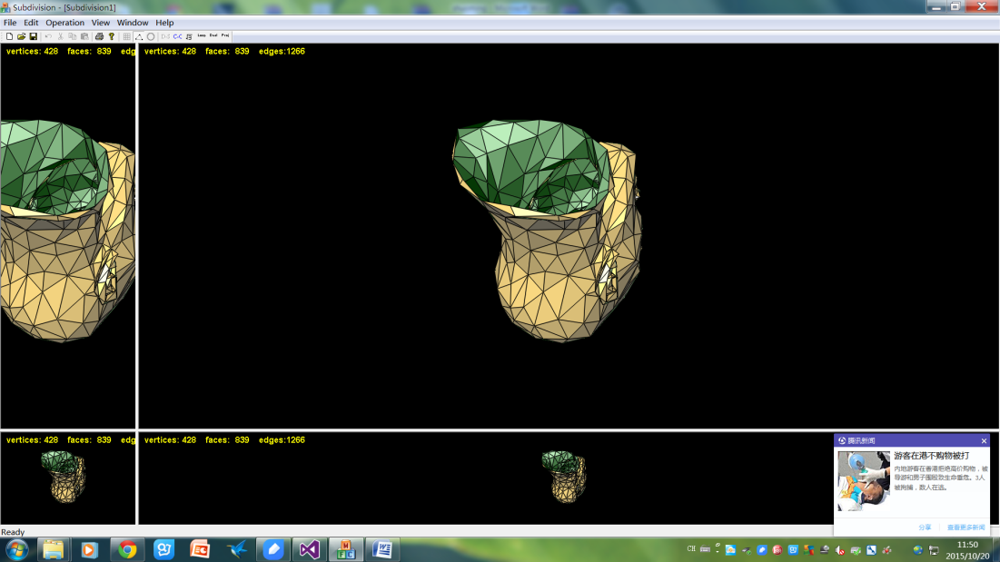 Subdivision - [Subdivision1]
File Edit Operation View Window Help
vertices: 428 faces: 839 edg
vertices: 428 faces: 839 edges:1266
vertices: 428 faces: 839 edg
vertices: 428 faces: 839 edges:1266
腾讯新闻
游客在港不购物被打
内地游客在香港拒绝高价购物，被
导游和男子围殴致生命垂危。3人
被拘捕，数人在逃。
分享 查看更多新闻
Ready
CH
11:50
2015/10/20